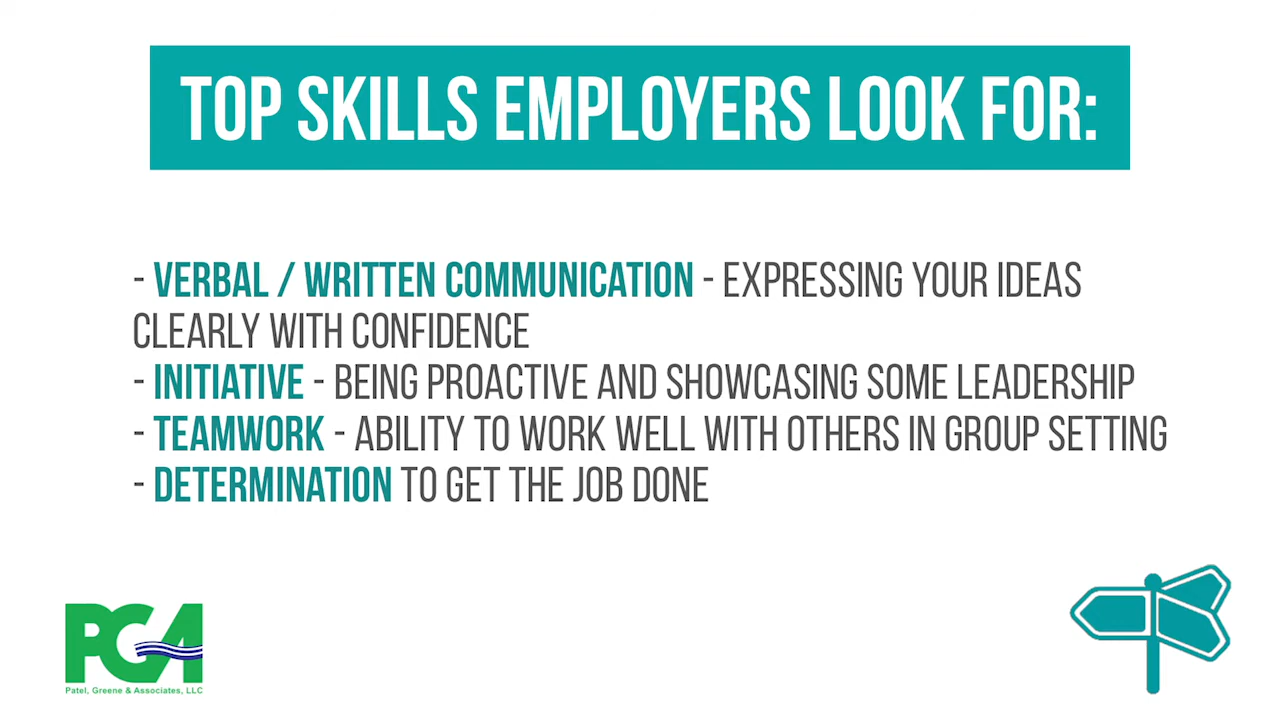 TOP SKILLS EMPLOYERS LOOK FOR:
- VERBAL / WRITTEN COMMUNICATION - EXPRESSING YOUR IDEAS
CLEARLY WITH CONFIDENCE
- INITIATIVE - BEING PROACTIVE AND SHOWCASING SOME LEADERSHIP
- TEAMWORK - ABILITY TO WORK WELL WITH OTHERS IN GROUP SETTING
- DETERMINATION TO GET THE JOB DONE
PGA
Patel, Greene & Associates, LLC